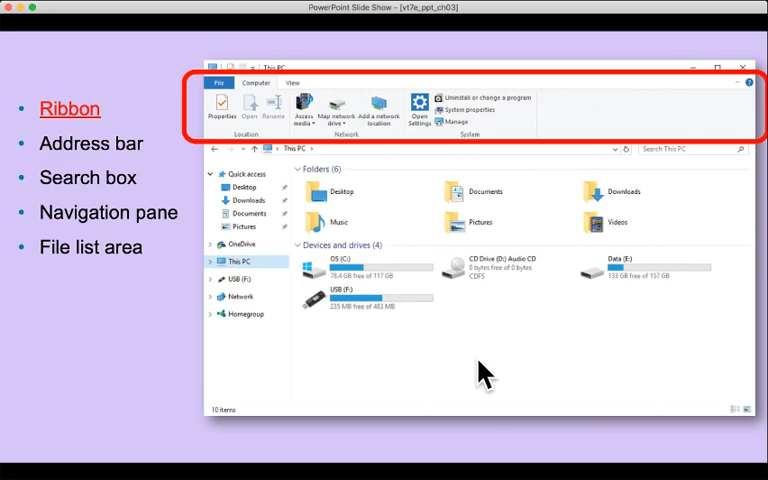 PowerPoint Slide Show - [vt7e_ppt_ch03]
• Ribbon
• Address bar
• Search box
• Navigation pane
• File list area
This PC
File Computer View
Properties Open Rename
Access media Map network drive Add a network location
Open Settings
Uninstall or change a program
System properties
Manage
Location Network System
This PC
Search This PC
Quick access
Desktop
Downloads
Documents
Pictures
OneDrive
This PC
USB (F:)
Network
Homegroup
Folders (6)
Desktop Documents Downloads
Music Pictures Videos
Devices and drives (4)
OS (C:)
78.4 GB free of 117 GB
CD Drive (D:) Audio CD
0 bytes free of 0 bytes
CDFS
Data (E:)
133 GB free of 157 GB
USB (F:)
235 MB free of 483 MB
10 items